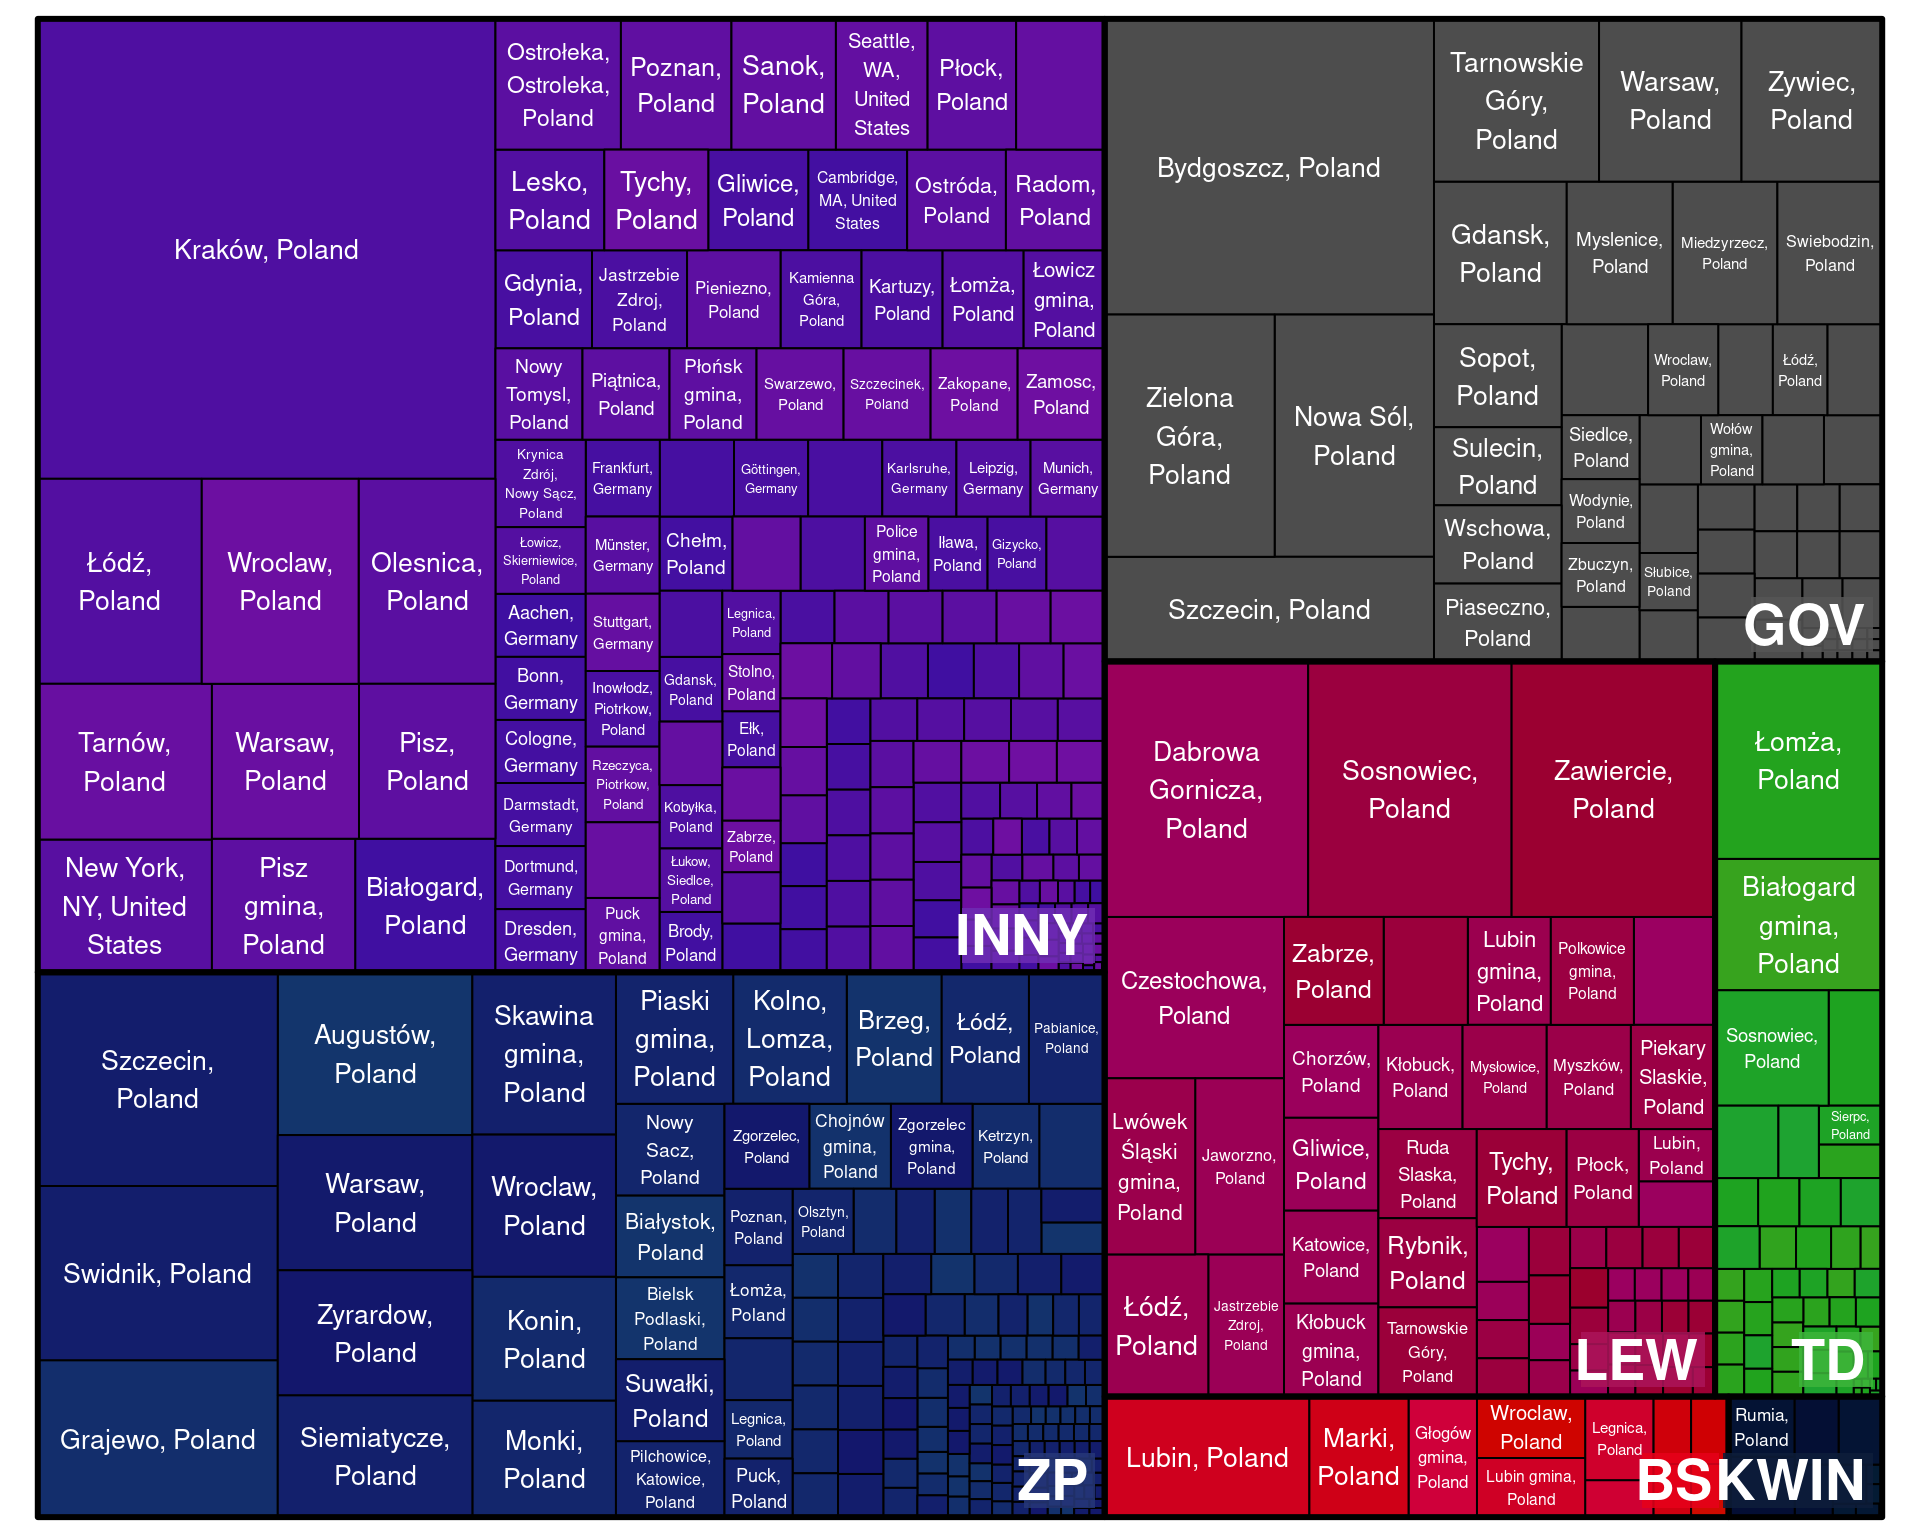 Kraków, Poland
Łódź,
Poland
Wroclaw,
Poland
Olesnica,
Poland
Tarnów,
Poland
Warsaw,
Poland
Pisz,
Poland
New York,
NY, United
States
Pisz
gmina,
Poland
Białogard,
Poland
Ostrołeka,
Ostroleka,
Poland
Poznan,
Poland
Sanok,
Poland
Seattle,
WA,
United
States
Płock,
Poland
Lesko,
Poland
Tychy,
Poland
Gliwice,
Poland
Cambridge,
MA, United
States
Ostróda,
Poland
Radom,
Poland
Gdynia,
Poland
Jastrzebie
Zdroj,
Poland
Pieniezno,
Poland
Kamienna
Góra,
Poland
Kartuzy,
Poland
Łomża,
Poland
Łowicz
gmina,
Poland
Nowy
Tomysl,
Poland
Piątnica,
Poland
Płońsk
gmina,
Poland
Swarzewo,
Poland
Szczecinek,
Poland
Zakopane,
Poland
Zamosc,
Poland
Krynica
Zdrój,
Nowy Sącz,
Poland
Łowicz,
Skierniewice,
Poland
Aachen,
Germany
Bonn,
Germany
Cologne,
Germany
Darmstadt,
Germany
Dortmund,
Germany
Dresden,
Germany
Frankfurt,
Germany
Göttingen,
Germany
Karlsruhe,
Germany
Leipzig,
Germany
Munich,
Germany
Münster,
Germany
Stuttgart,
Germany
Inowłodz,
Piotrkow,
Poland
Rzeczyca,
Piotrkow,
Poland
Puck
gmina,
Poland
Chełm,
Poland
Police
gmina,
Poland
Iława,
Poland
Gizycko,
Poland
Gdansk,
Poland
Kobyłka,
Poland
Łukow,
Siedlce,
Poland
Brody,
Poland
Legnica,
Poland
Stolno,
Poland
Ełk,
Poland
Zabrze,
Poland
INNY
Bydgoszcz, Poland
Zielona
Góra,
Poland
Nowa Sól,
Poland
Szczecin, Poland
Tarnowskie
Góry,
Poland
Warsaw,
Poland
Zywiec,
Poland
Gdansk,
Poland
Myslenice,
Poland
Miedzyrzecz,
Poland
Swiebodzin,
Poland
Sopot,
Poland
Sulecin,
Poland
Wschowa,
Poland
Piaseczno,
Poland
Wroclaw,
Poland
Łódź,
Poland
Siedlce,
Poland
Wołów
gmina,
Poland
Wodynie,
Poland
Zbuczyn,
Poland
Słubice,
Poland
GOV
Dabrowa
Gornicza,
Poland
Sosnowiec,
Poland
Zawiercie,
Poland
Czestochowa,
Poland
Lwówek
Śląski
gmina,
Poland
Jaworzno,
Poland
Łódź,
Poland
Jastrzebie
Zdroj,
Poland
Zabrze,
Poland
Lubin
gmina,
Poland
Polkowice
gmina,
Poland
Chorzów,
Poland
Kłobuck,
Poland
Mysłowice,
Poland
Myszków,
Poland
Piekary
Slaskie,
Poland
Gliwice,
Poland
Ruda
Slaska,
Poland
Tychy,
Poland
Płock,
Poland
Lubin,
Poland
Katowice,
Poland
Rybnik,
Poland
Kłobuck
gmina,
Poland
Tarnowskie
Góry,
Poland
LEW
Łomża,
Poland
Białogard
gmina,
Poland
Sosnowiec,
Poland
Sierpc,
Poland
TD
Szczecin,
Poland
Swidnik, Poland
Grajewo, Poland
Augustów,
Poland
Warsaw,
Poland
Zyrardow,
Poland
Siemiatycze,
Poland
Skawina
gmina,
Poland
Wroclaw,
Poland
Konin,
Poland
Monki,
Poland
Piaski
gmina,
Poland
Kolno,
Lomza,
Poland
Brzeg,
Poland
Łódź,
Poland
Pabianice,
Poland
Nowy
Sacz,
Poland
Zgorzelec,
Poland
Chojnów
gmina,
Poland
Zgorzelec
gmina,
Poland
Ketrzyn,
Poland
Białystok,
Poland
Poznan,
Poland
Olsztyn,
Poland
Bielsk
Podlaski,
Poland
Łomża,
Poland
Suwałki,
Poland
Legnica,
Poland
Pilchowice,
Katowice,
Poland
Puck,
Poland
ZP
Lubin, Poland
Marki,
Poland
Głogów
gmina,
Poland
Wroclaw,
Poland
Lubin gmina,
Poland
Legnica,
Poland
BS
Rumia,
Poland
KWIN